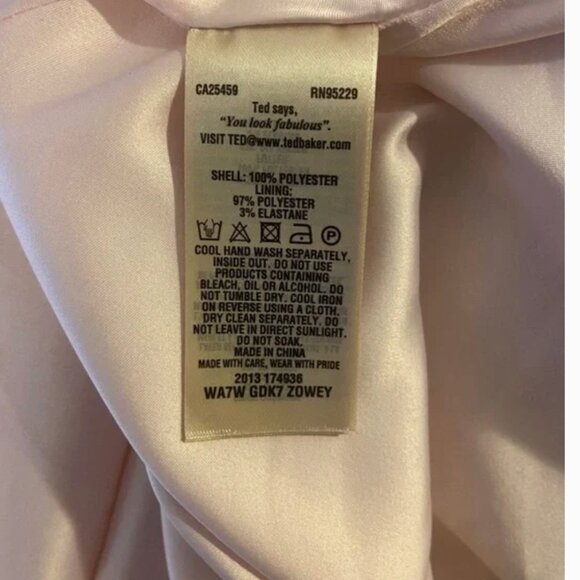 CA25459 RN95229
Ted says,
"You look fabulous".
VISIT TED@www.tedbaker.com
SHELL: 100% POLYESTER
LINING:
97% POLYESTER
3% ELASTANE
P
COOL HAND WASH SEPARATELY,
INSIDE OUT. DO NOT USE
PRODUCTS CONTAINING
BLEACH, OIL OR ALCOHOL. DO
NOT TUMBLE DRY. COOL IRON
ON REVERSE USING A CLOTH.
DRY CLEAN SEPARATELY. DO
NOT LEAVE IN DIRECT SUNLIGHT.
DO NOT SOAK.
MADE IN CHINA
MADE WITH CARE, WEAR WITH PRIDE
2013 174936
WA7W GDK7 ZOWEY